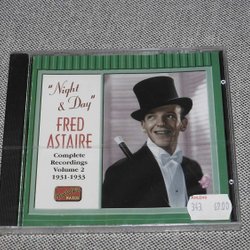 "Night
& Day"
FRED
ASTAIRE
Complete
Recordings
Volume 2
1931-1933